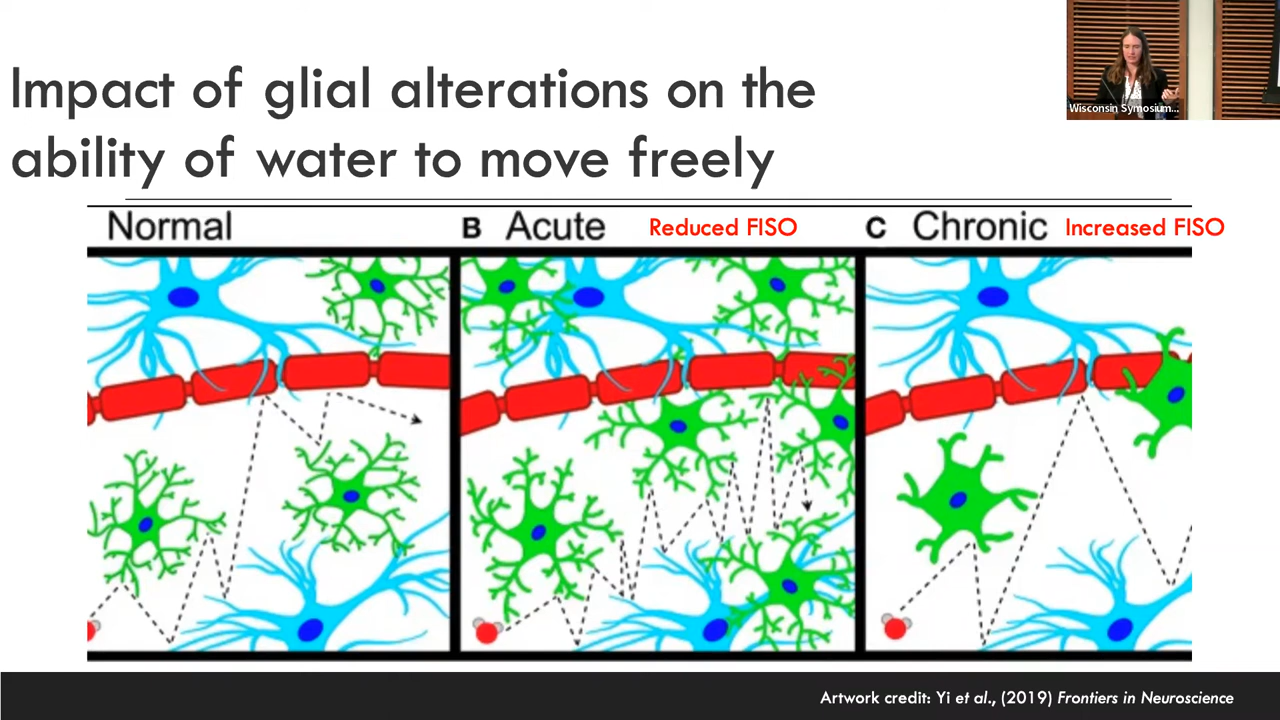 Impact of glial alterations on the
ability of water to move freely
Wisconsin Symposium...
Normal
B Acute Reduced FISO
C Chronic Increased FISO
Artwork credit: Yi et al., (2019) Frontiers in Neuroscience